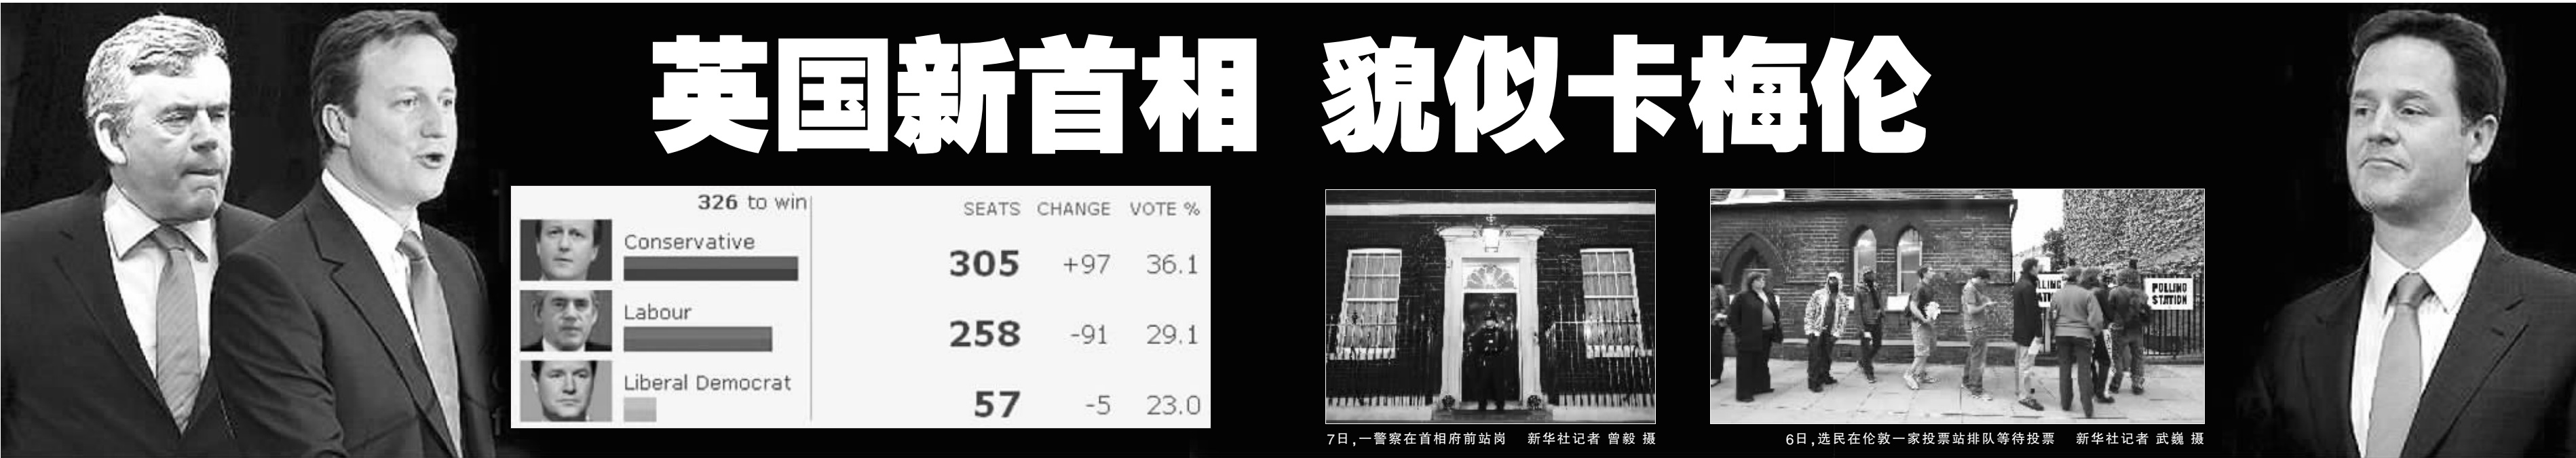 英国新首相 貌似卡梅伦
326 to win
SEATS CHANGE VOTE %
Conservative 305 +97 36.1
Labour 258 -91 29.1
Liberal Democrat 57 -5 23.0
POLLING STATION
7日,一警察在首相府前站岗 新华社记者 曾毅 摄
6日,选民在伦敦一家投票站排队等待投票 新华社记者 武巍 摄